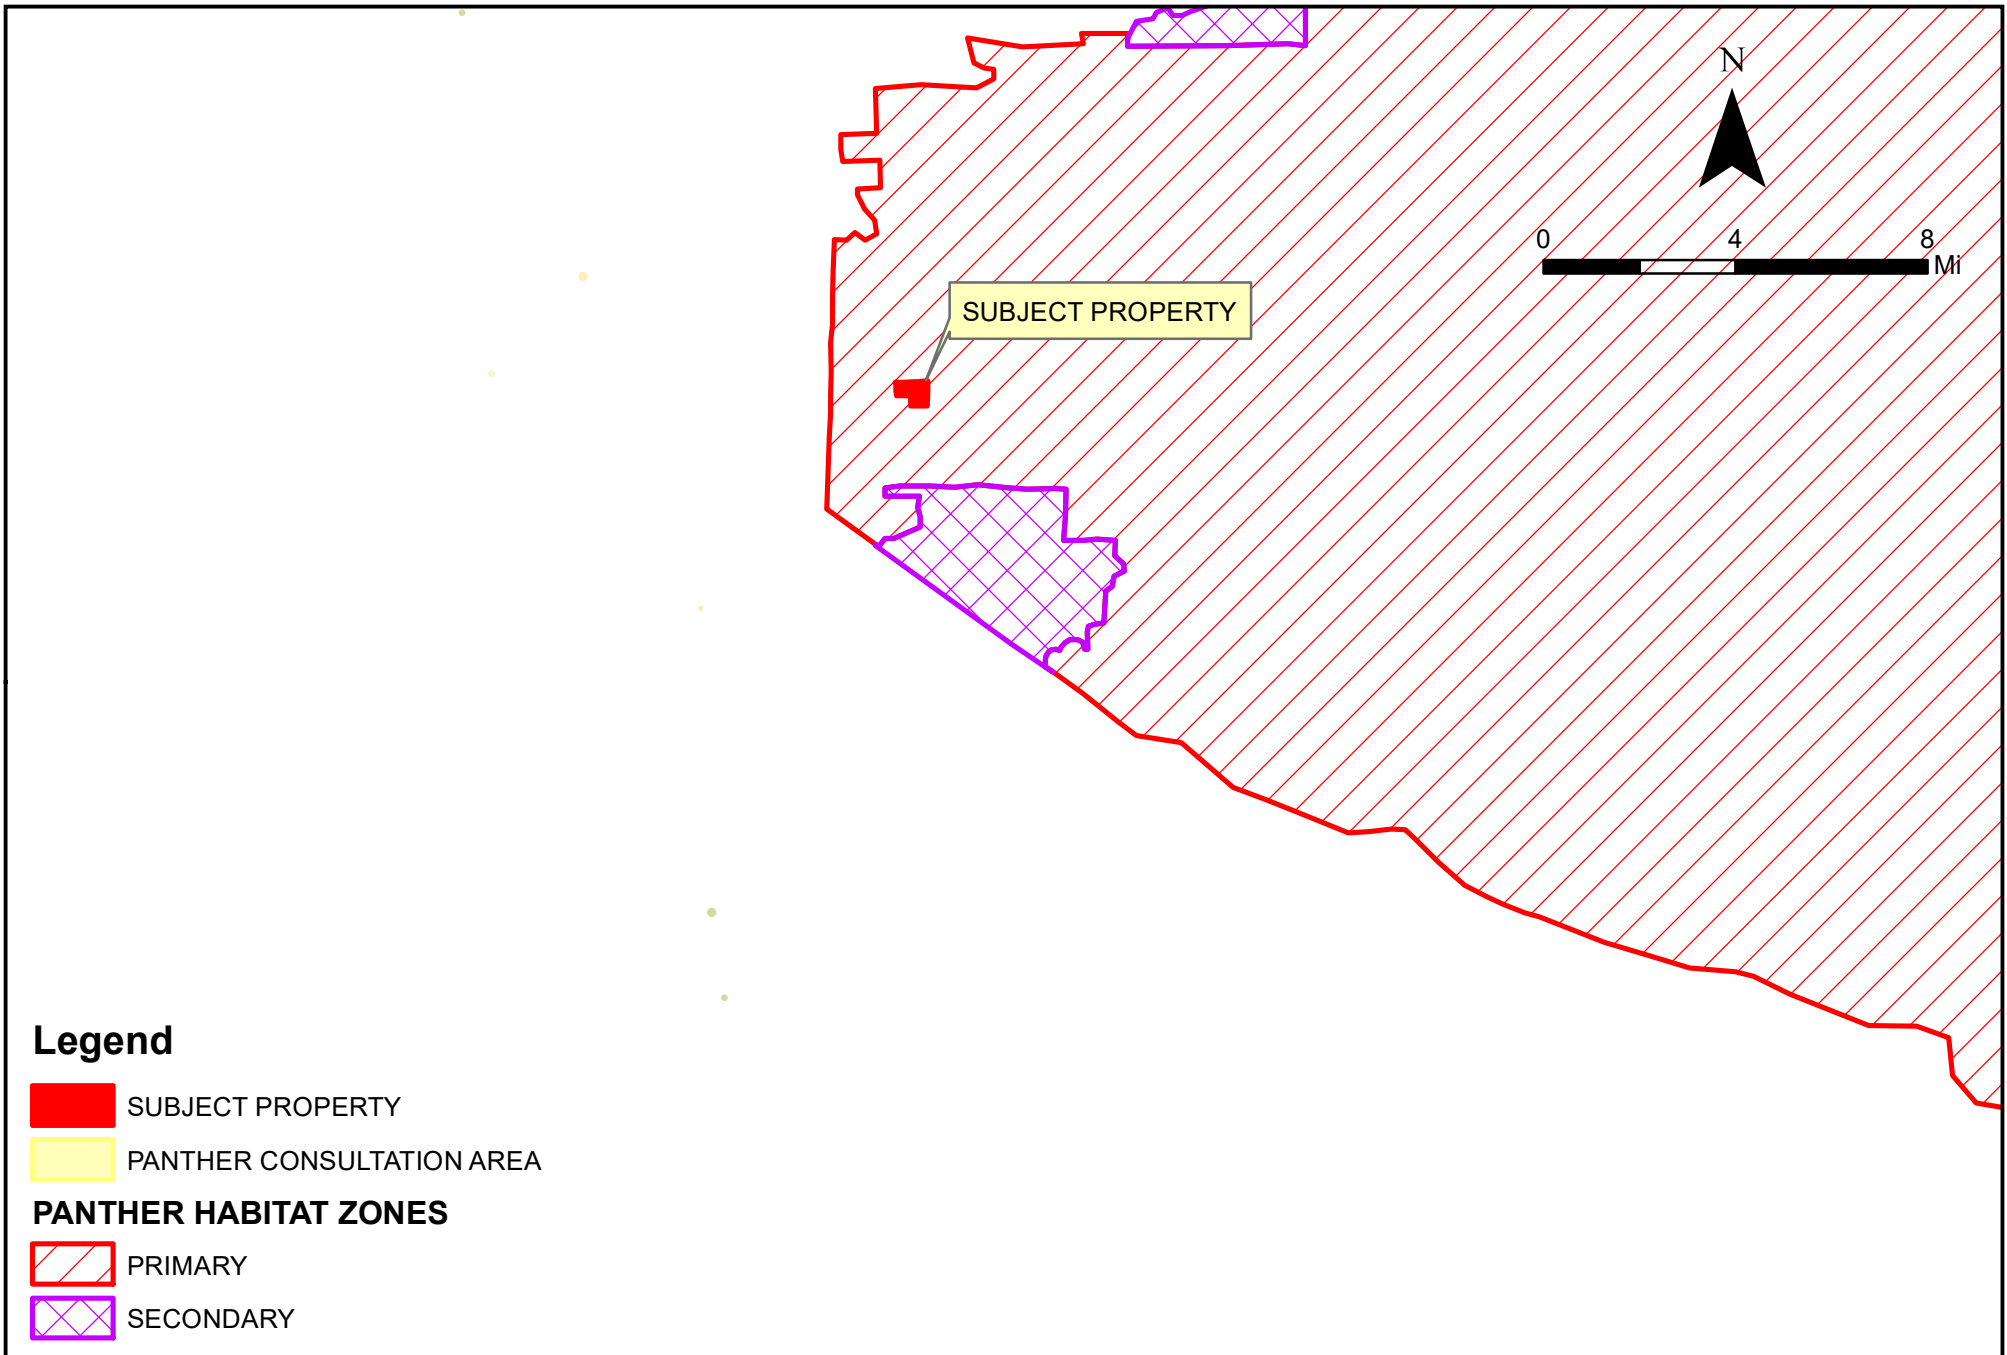 N
0 4 8
Mi
SUBJECT PROPERTY
Legend
SUBJECT PROPERTY
PANTHER CONSULTATION AREA
PANTHER HABITAT ZONES
PRIMARY
SECONDARY